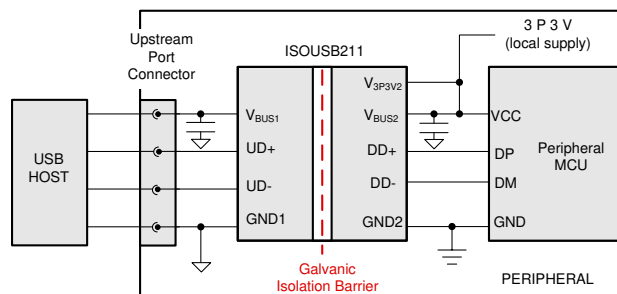 Upstream
Port
Connector
ISOUSB211
3 P 3 V
(local supply)
USB
HOST
VBUS1
UD+
UD-
GND1
V3P3V2
VBUS2
DD+
DD-
GND2
VCC
DP
DM
GND
Peripheral
MCU
Galvanic
Isolation Barrier
PERIPHERAL